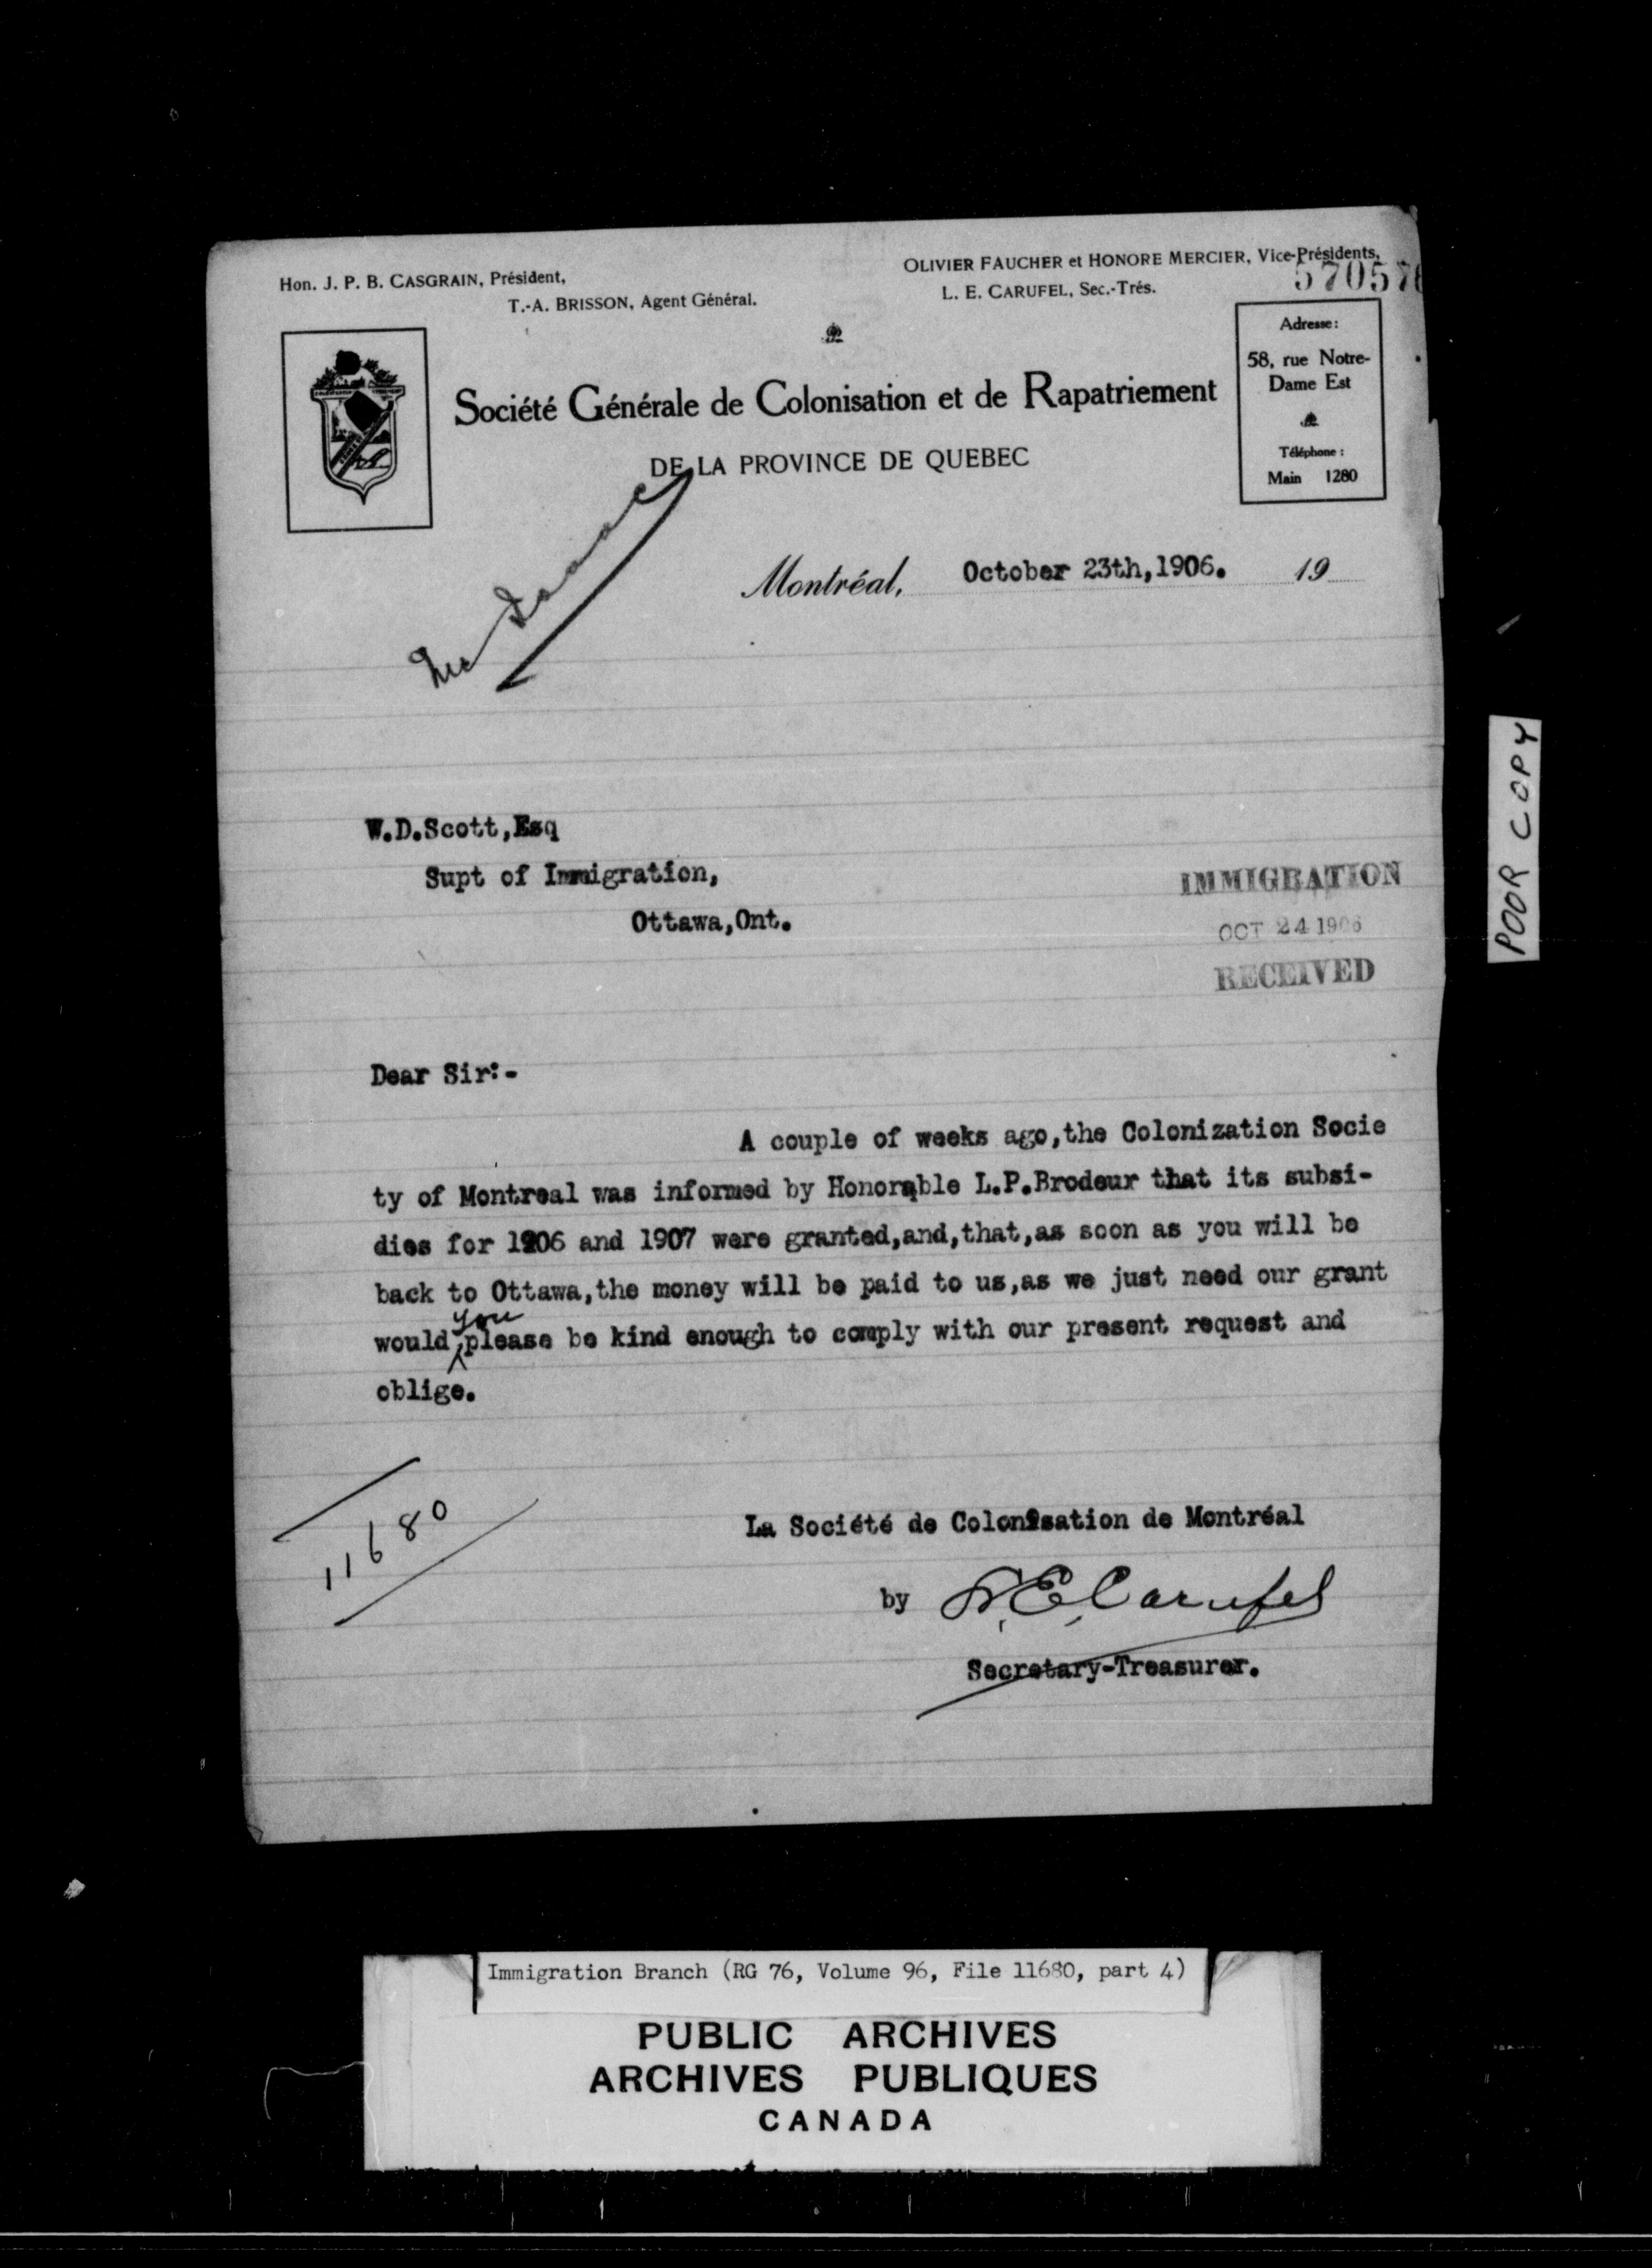 Hon. J. P. B. CASGRAIN, Président,
T.-A. BRISSON, Agent Général.
OLIVIER FAUCHER et HONORE MERCIER, Vice-Présidents,
L. E. CARUFEL, Sec.-Trés.
Adresse:
58, rue Notre-
Dame Est
Téléphone:
Main 1280
Société Générale de Colonisation et de Rapatriement
DE LA PROVINCE DE QUEBEC
Montréal, October 23th,1906. 19
W.D.Scott,Esq
Supt of Immigration,
Ottawa,Ont.
IMMIGRATION
OCT 24 1906
RECEIVED
POOR COPY
Dear Sir:-
A couple of weeks ago,the Colonization Socie
ty of Montreal was informed by Honorable L.P.Brodeur that its subsi-
dies for 1906 and 1907 were granted,and,that,as soon as you will be
back to Ottawa,the money will be paid to us,as we just need our grant
would you please be kind enough to comply with our present request and
oblige.
11680
La Société de Colonisation de Montréal
by L.E.Carufel
Secretary-Treasurer.
Immigration Branch (RG 76, Volume 96, File 11680, part 4)
PUBLIC ARCHIVES
ARCHIVES PUBLIQUES
CANADA